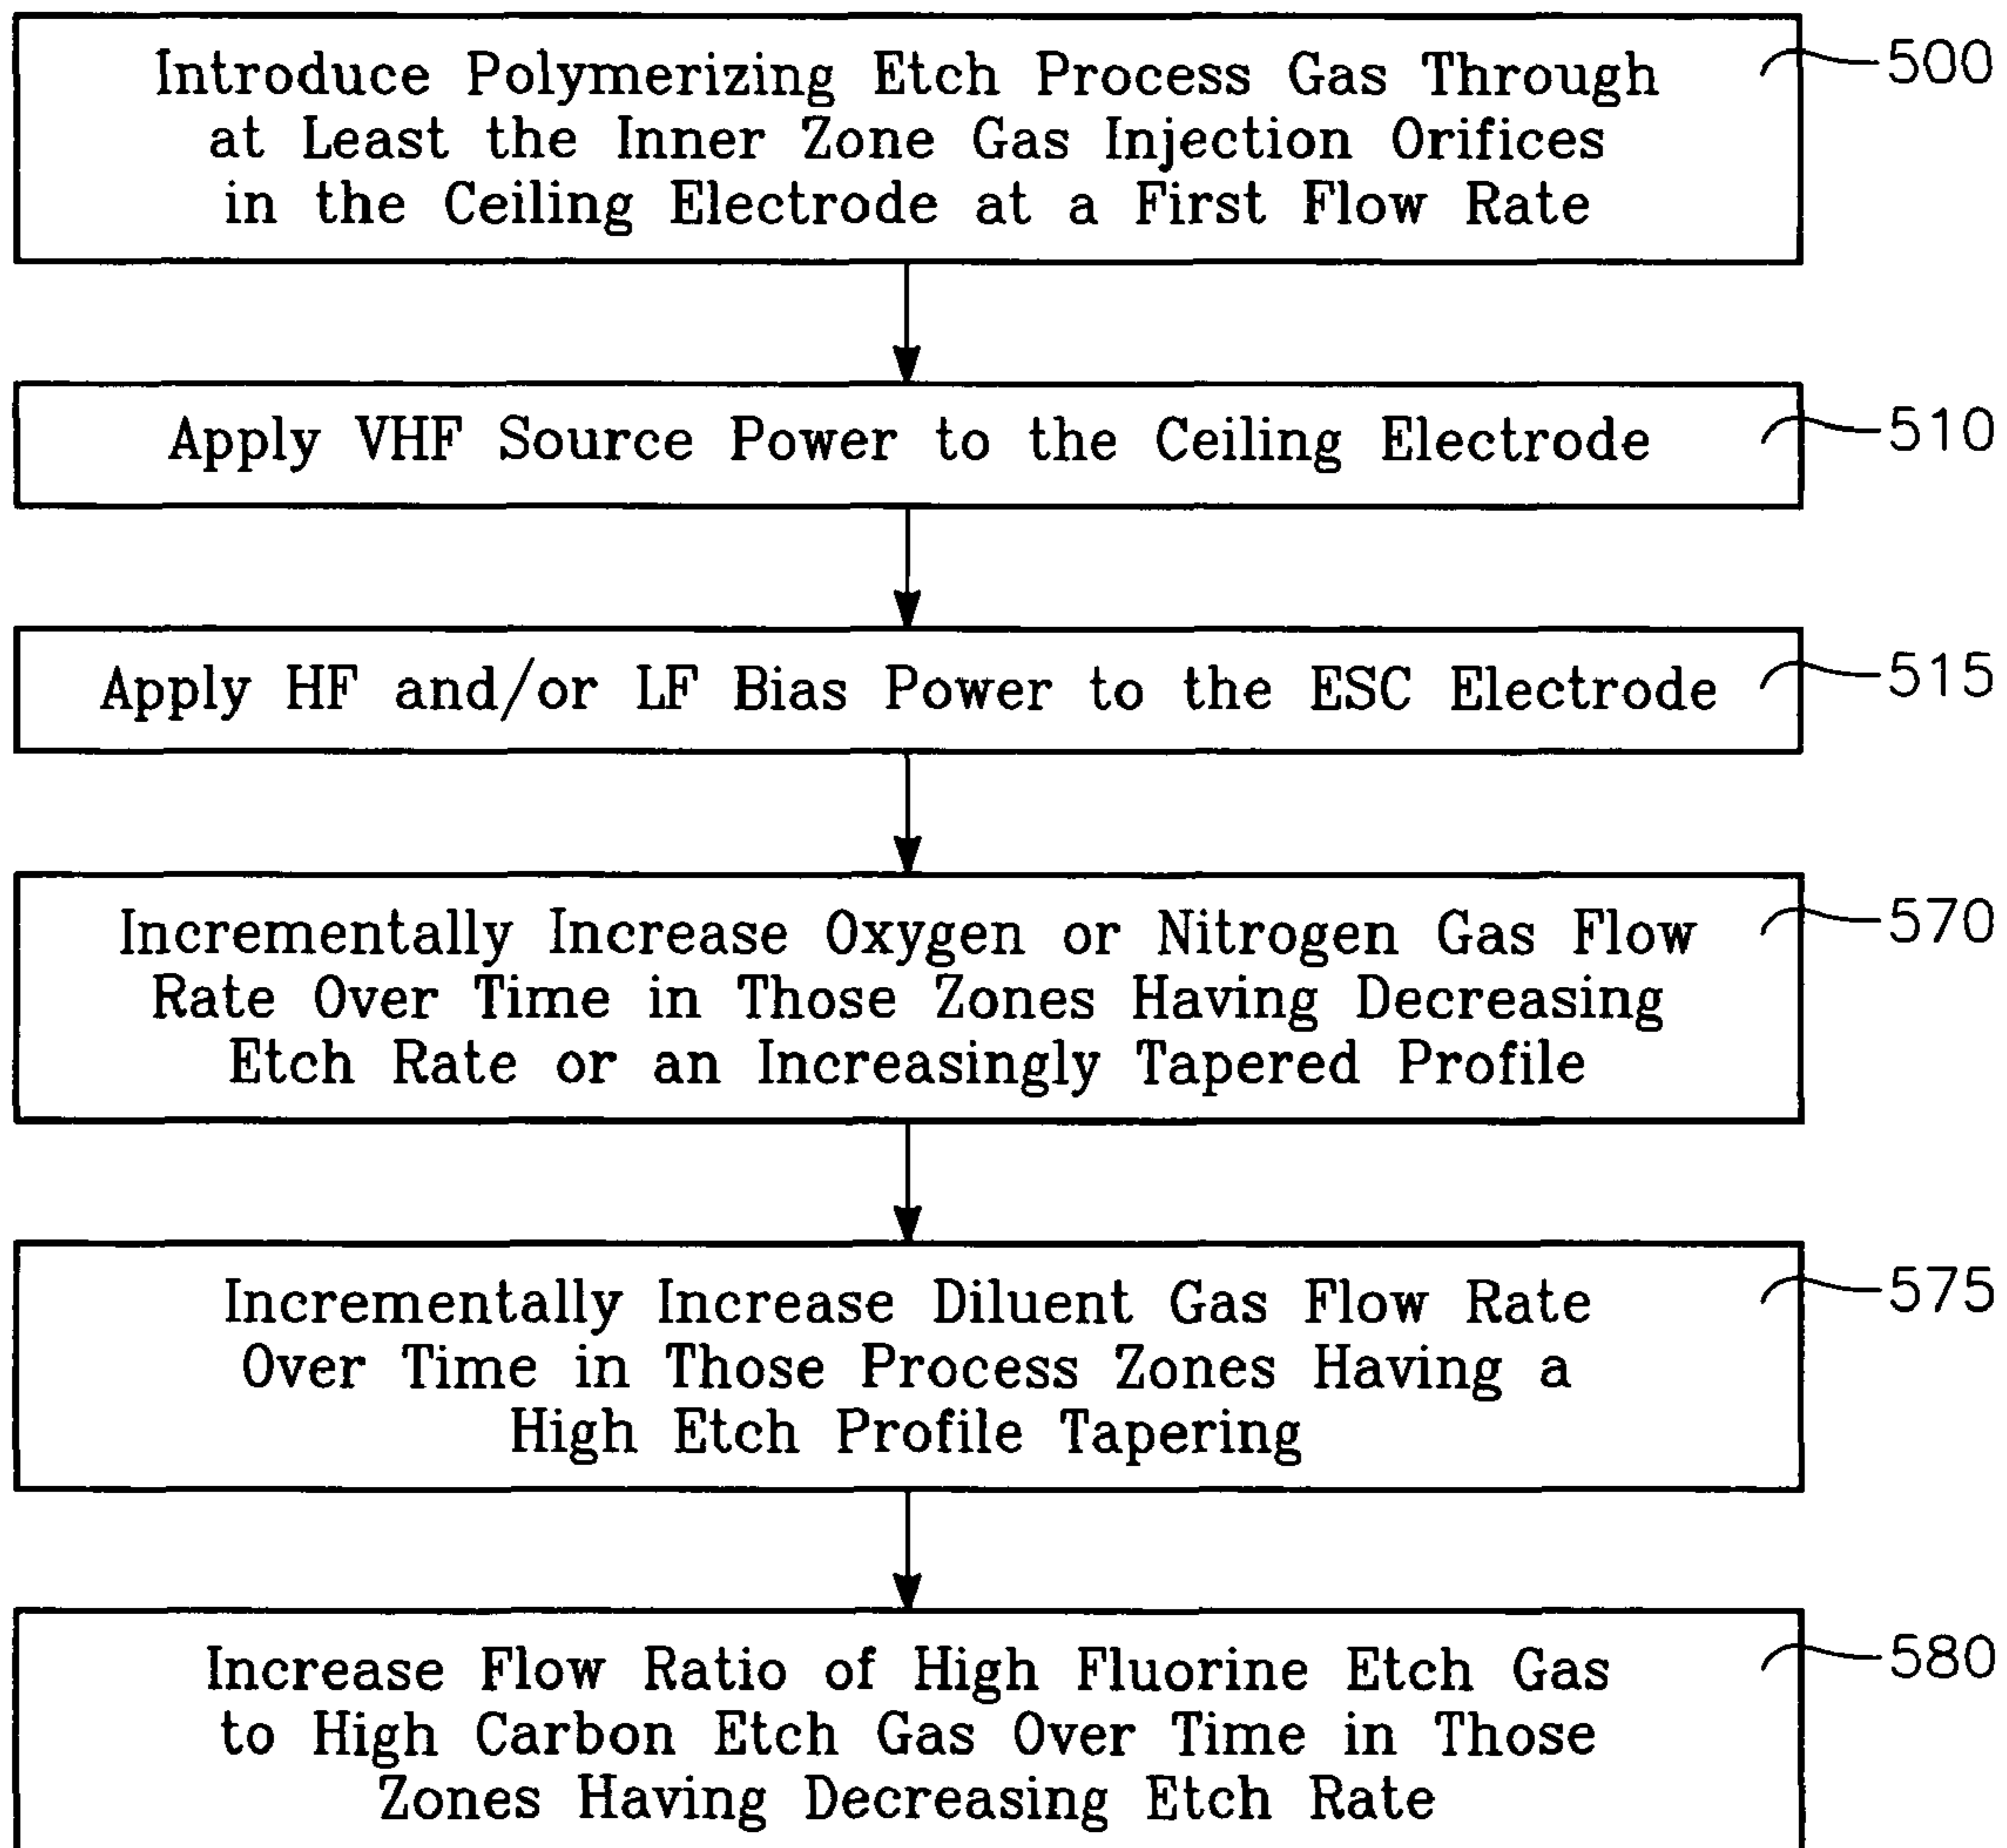 Introduce Polymerizing Etch Process Gas Through
at Least the Inner Zone Gas Injection Orifices
in the Ceiling Electrode at a First Flow Rate
500
Apply VHF Source Power to the Ceiling Electrode
510
Apply HF and/or LF Bias Power to the ESC Electrode
515
Incrementally Increase Oxygen or Nitrogen Gas Flow
Rate Over Time in Those Zones Having Decreasing
Etch Rate or an Increasingly Tapered Profile
570
Incrementally Increase Diluent Gas Flow Rate
Over Time in Those Process Zones Having a
High Etch Profile Tapering
575
Increase Flow Ratio of High Fluorine Etch Gas
to High Carbon Etch Gas Over Time in Those
Zones Having Decreasing Etch Rate
580